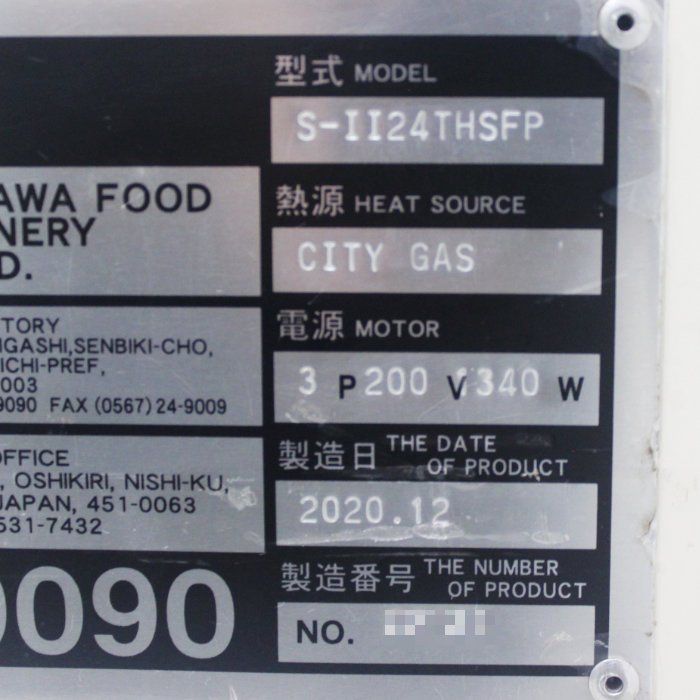 型式 MODEL
S-II24THSFP
AWA FOOD
NERY
D.
熱源 HEAT SOURCE
CITY GAS
TORY
IGASHI,SENBIKI-CHO,
ICHI-PREF,
003
9090 FAX (0567)24-9009
電源 MOTOR
3 P 200 V 340 W
OFFICE
, OSHIKIRI, NISHI-KU,
JAPAN, 451-0063
531-7432
製造日 THE DATE
OF PRODUCT
2020.12
0090
製造番号 THE NUMBER
OF PRODUCT
NO.